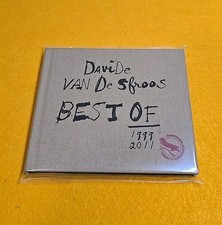 DaviDe
VAN De SfROOS
BEST OF
1999
2011